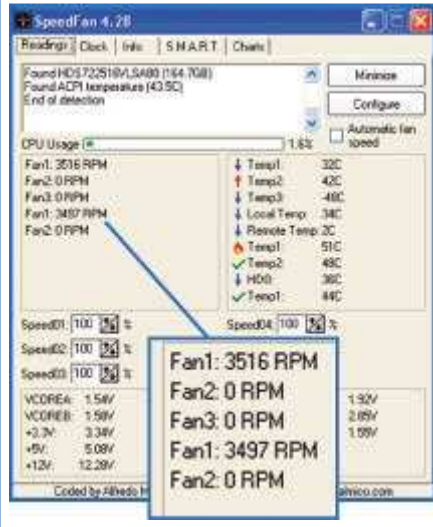 SpeedFan 4.28
Readings Clock Info S.M.A.R.T. Charts
Found HDS722516VLSA80 (164.7GB)
Found ACPI temperature (43.5C)
End of detection
Minimize
Configure
Automatic fan speed
CPU Usage 1.6%
Fan1: 3516 RPM
Fan2: 0 RPM
Fan3: 0 RPM
Fan1: 3497 RPM
Fan2: 0 RPM
Temp1: 32C
Temp2: 42C
Temp3: -48C
Local Temp: 34C
Remote Temp: 2C
Temp1: 51C
Temp2: 48C
HD0: 38C
Temp1: 44C
Speed01: 100 %
Speed04: 100 %
Speed02: 100 %
Speed03: 100 %
Fan1: 3516 RPM
Fan2: 0 RPM
Fan3: 0 RPM
Fan1: 3497 RPM
Fan2: 0 RPM
VCOREA: 1.54V
VCOREB: 1.58V
+3.3V: 3.34V
+5V: 5.08V
+12V: 12.28V
1.92V
2.85V
1.58V
Coded by Alfredo